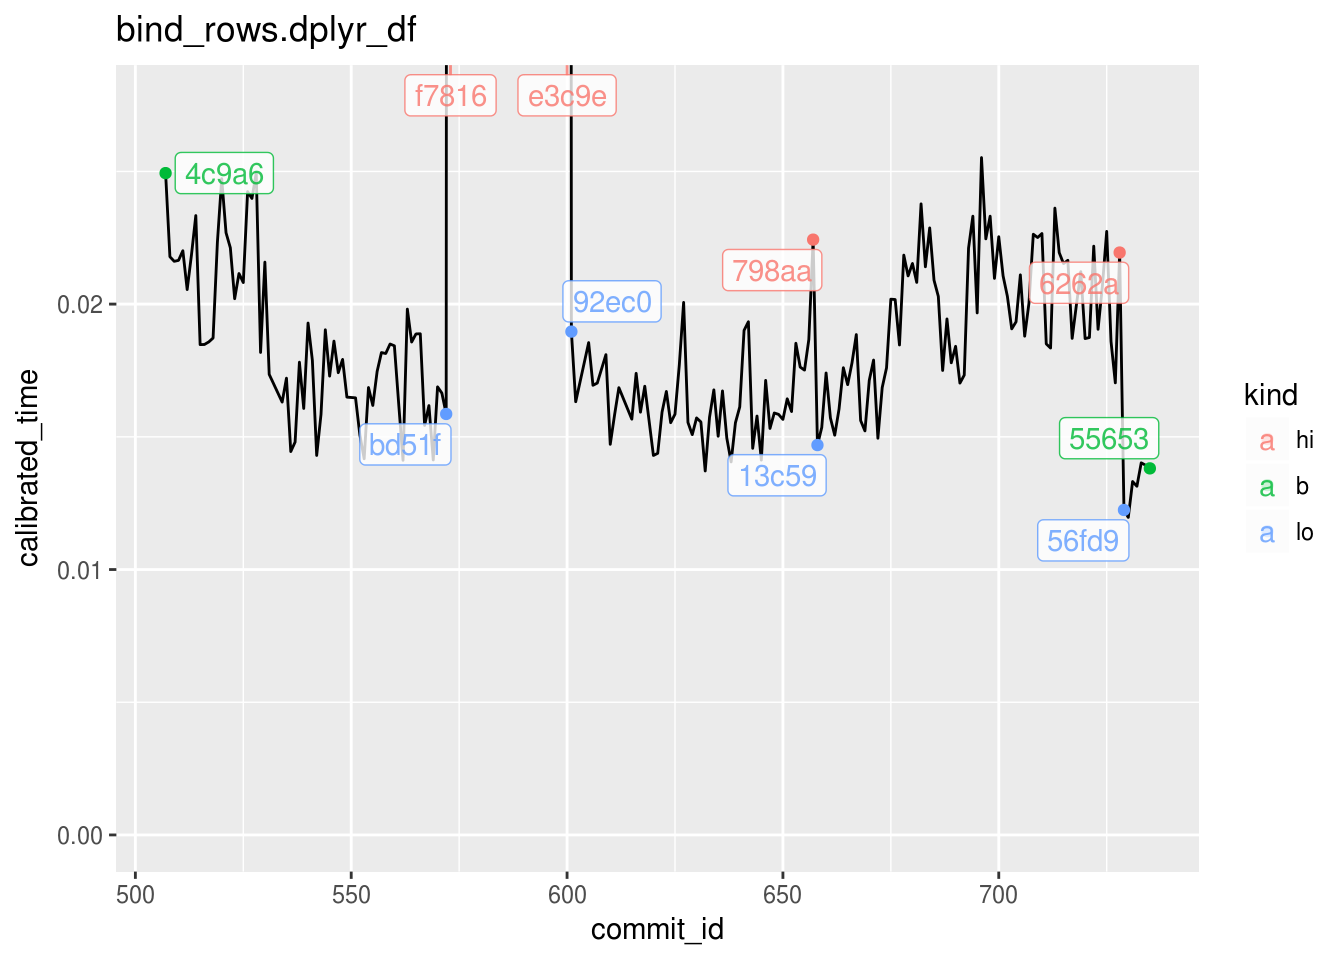 bind_rows.dplyr_df
f7816
e3c9e
4c9a6
92ec0
798aa
6262a
bd51f
13c59
55653
56fd9
0.02
0.01
0.00
calibrated_time
500 550 600 650 700
commit_id
kind
a hi
a b
a lo